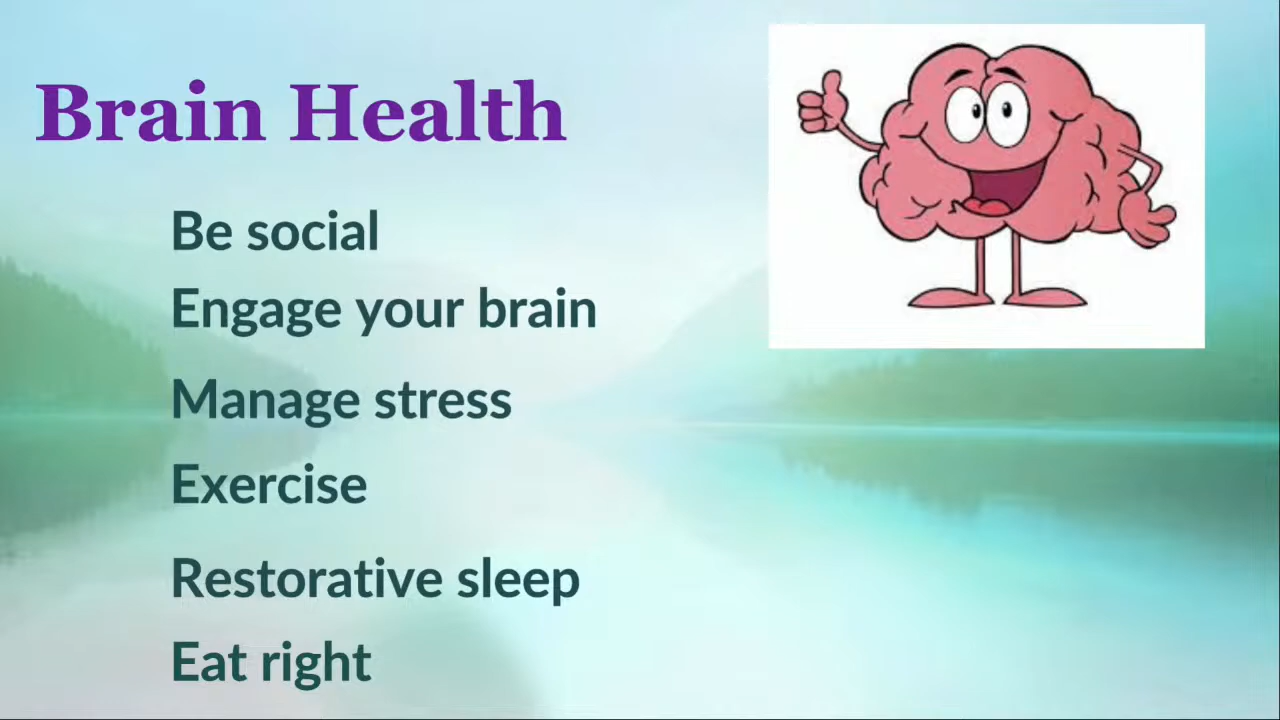 Brain Health
Be social
Engage your brain
Manage stress
Exercise
Restorative sleep
Eat right